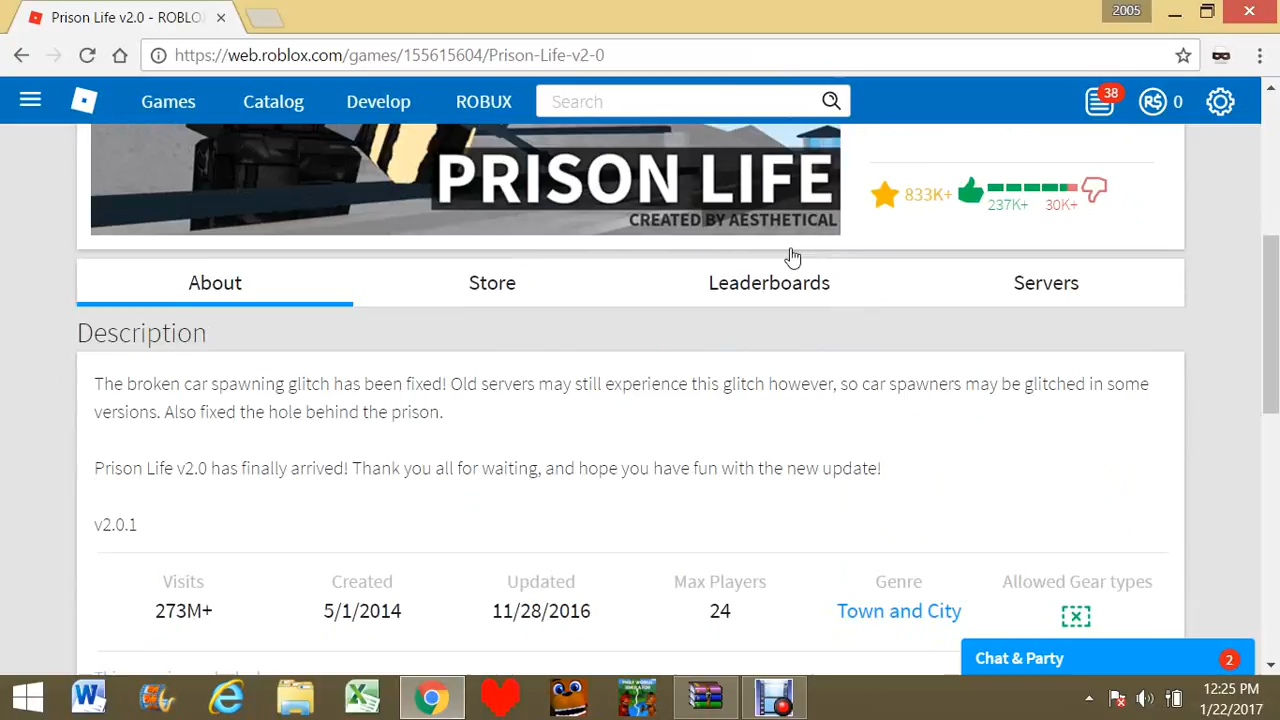 Prison Life v2.0 - ROBLO
2005
https://web.roblox.com/games/155615604/Prison-Life-v2-0
Games Catalog Develop ROBUX Search 38 R$ 0
PRISON LIFE
CREATED BY AESTHETICAL
833K+ 237K+ 30K+
About Store Leaderboards Servers
Description
The broken car spawning glitch has been fixed! Old servers may still experience this glitch however, so car spawners may be glitched in some
versions. Also fixed the hole behind the prison.
Prison Life v2.0 has finally arrived! Thank you all for waiting, and hope you have fun with the new update!
v2.0.1
Visits Created Updated Max Players Genre Allowed Gear types
273M+ 5/1/2014 11/28/2016 24 Town and City
Chat & Party 2
12:25 PM
1/22/2017